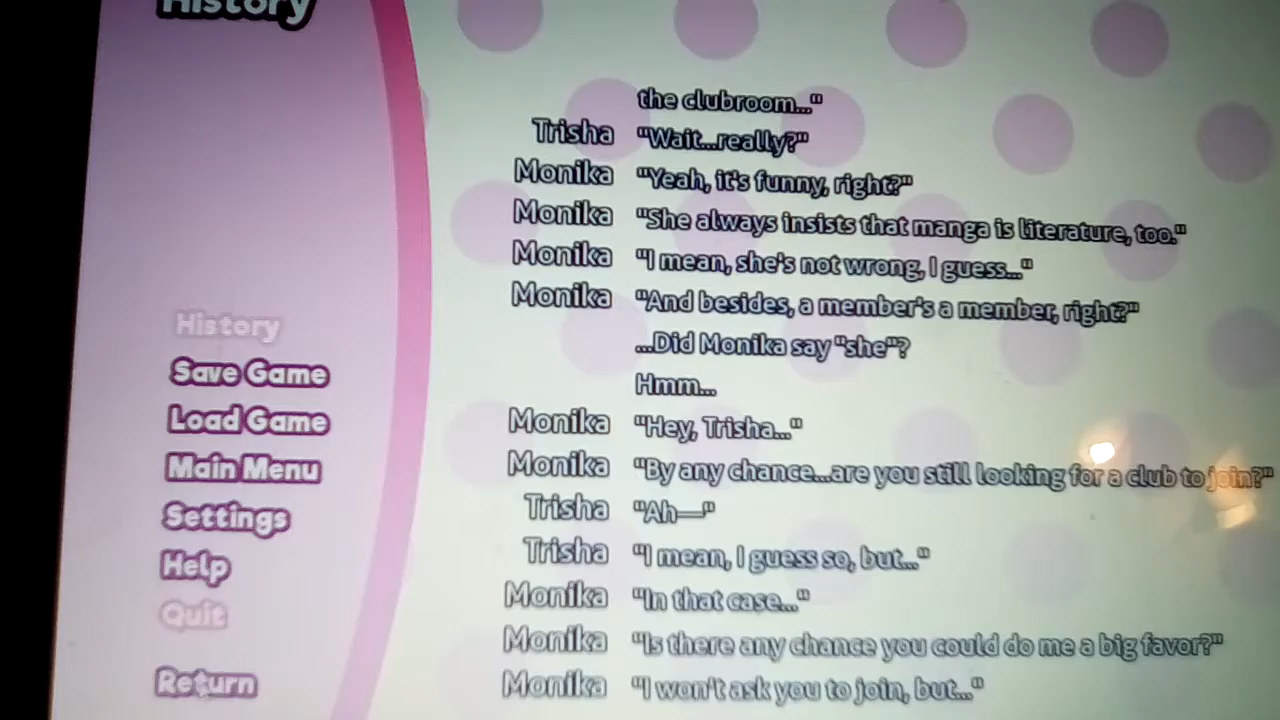 History
the clubroom..."
Trisha "Wait...really?"
Monika "Yeah, it's funny, right?"
Monika "She always insists that manga is literature, too."
Monika "I mean, she's not wrong, I guess..."
Monika "And besides, a member's a member, right?"
...Did Monika say "she"?
Hmm...
Monika "Hey, Trisha..."
Monika "By any chance...are you still looking for a club to join?"
Trisha "Ah—"
Trisha "I mean, I guess so, but..."
Monika "In that case..."
Monika "Is there any chance you could do me a big favor?"
Monika "I won't ask you to join, but..."
History
Save Game
Load Game
Main Menu
Settings
Help
Quit
Return